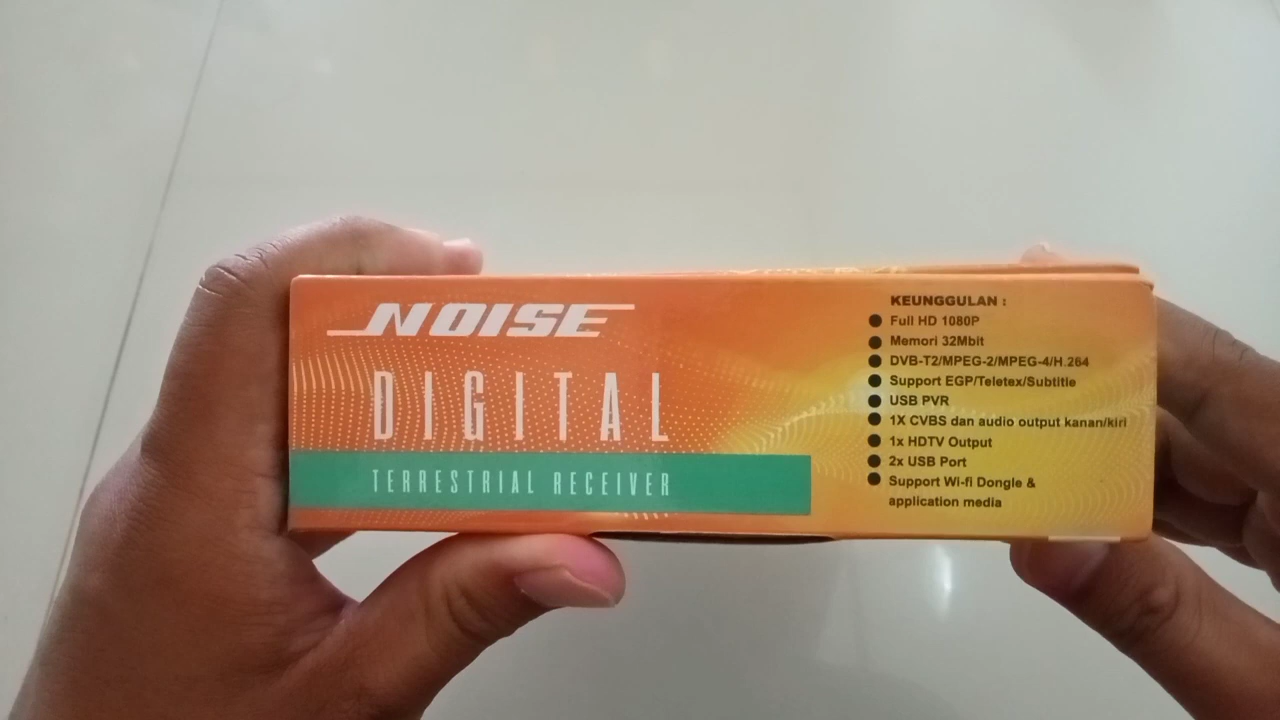 NOISE
DIGITAL
TERRESTRIAL RECEIVER
KEUNGGULAN :
Full HD 1080P
Memori 32Mbit
DVB-T2/MPEG-2/MPEG-4/H.264
Support EGP/Teletex/Subtitle
USB PVR
1X CVBS dan audio output kanan/kiri
1x HDTV Output
2x USB Port
Support Wi-fi Dongle &
application media